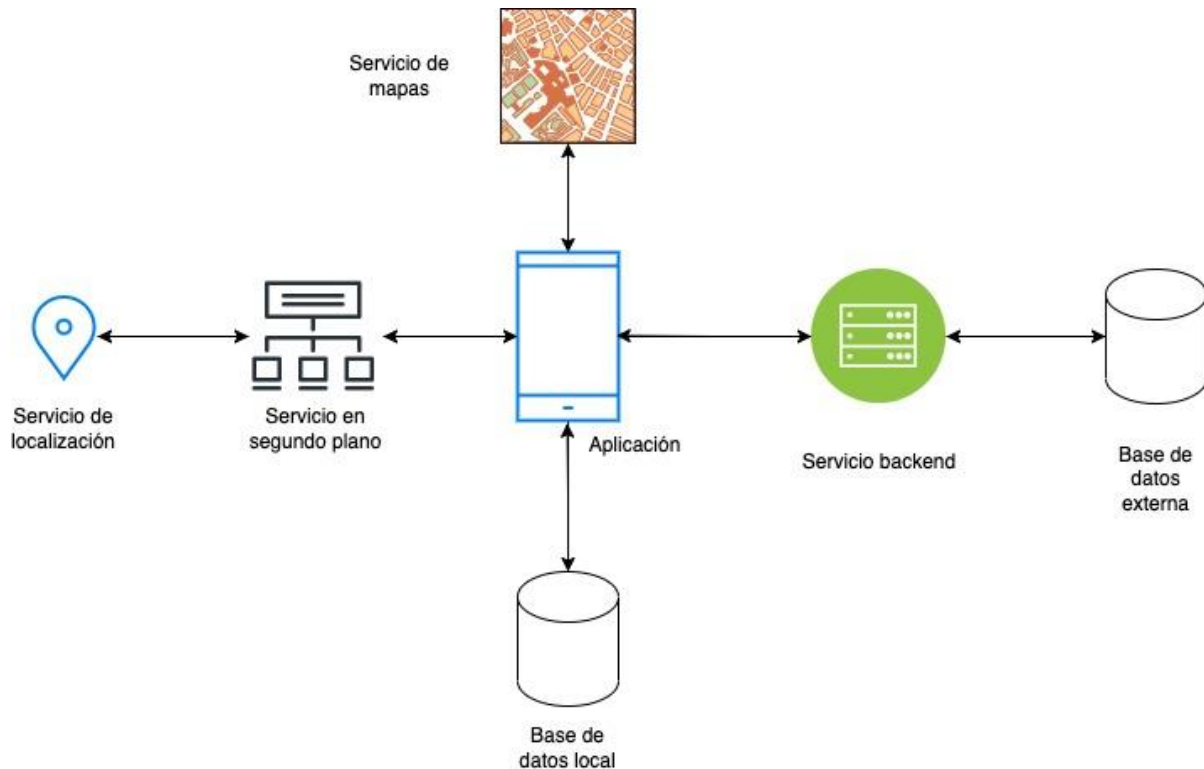 Servicio de
mapas
Servicio de
localización
Servicio en
segundo plano
Aplicación
Servicio backend
Base de
datos
externa
Base de
datos local